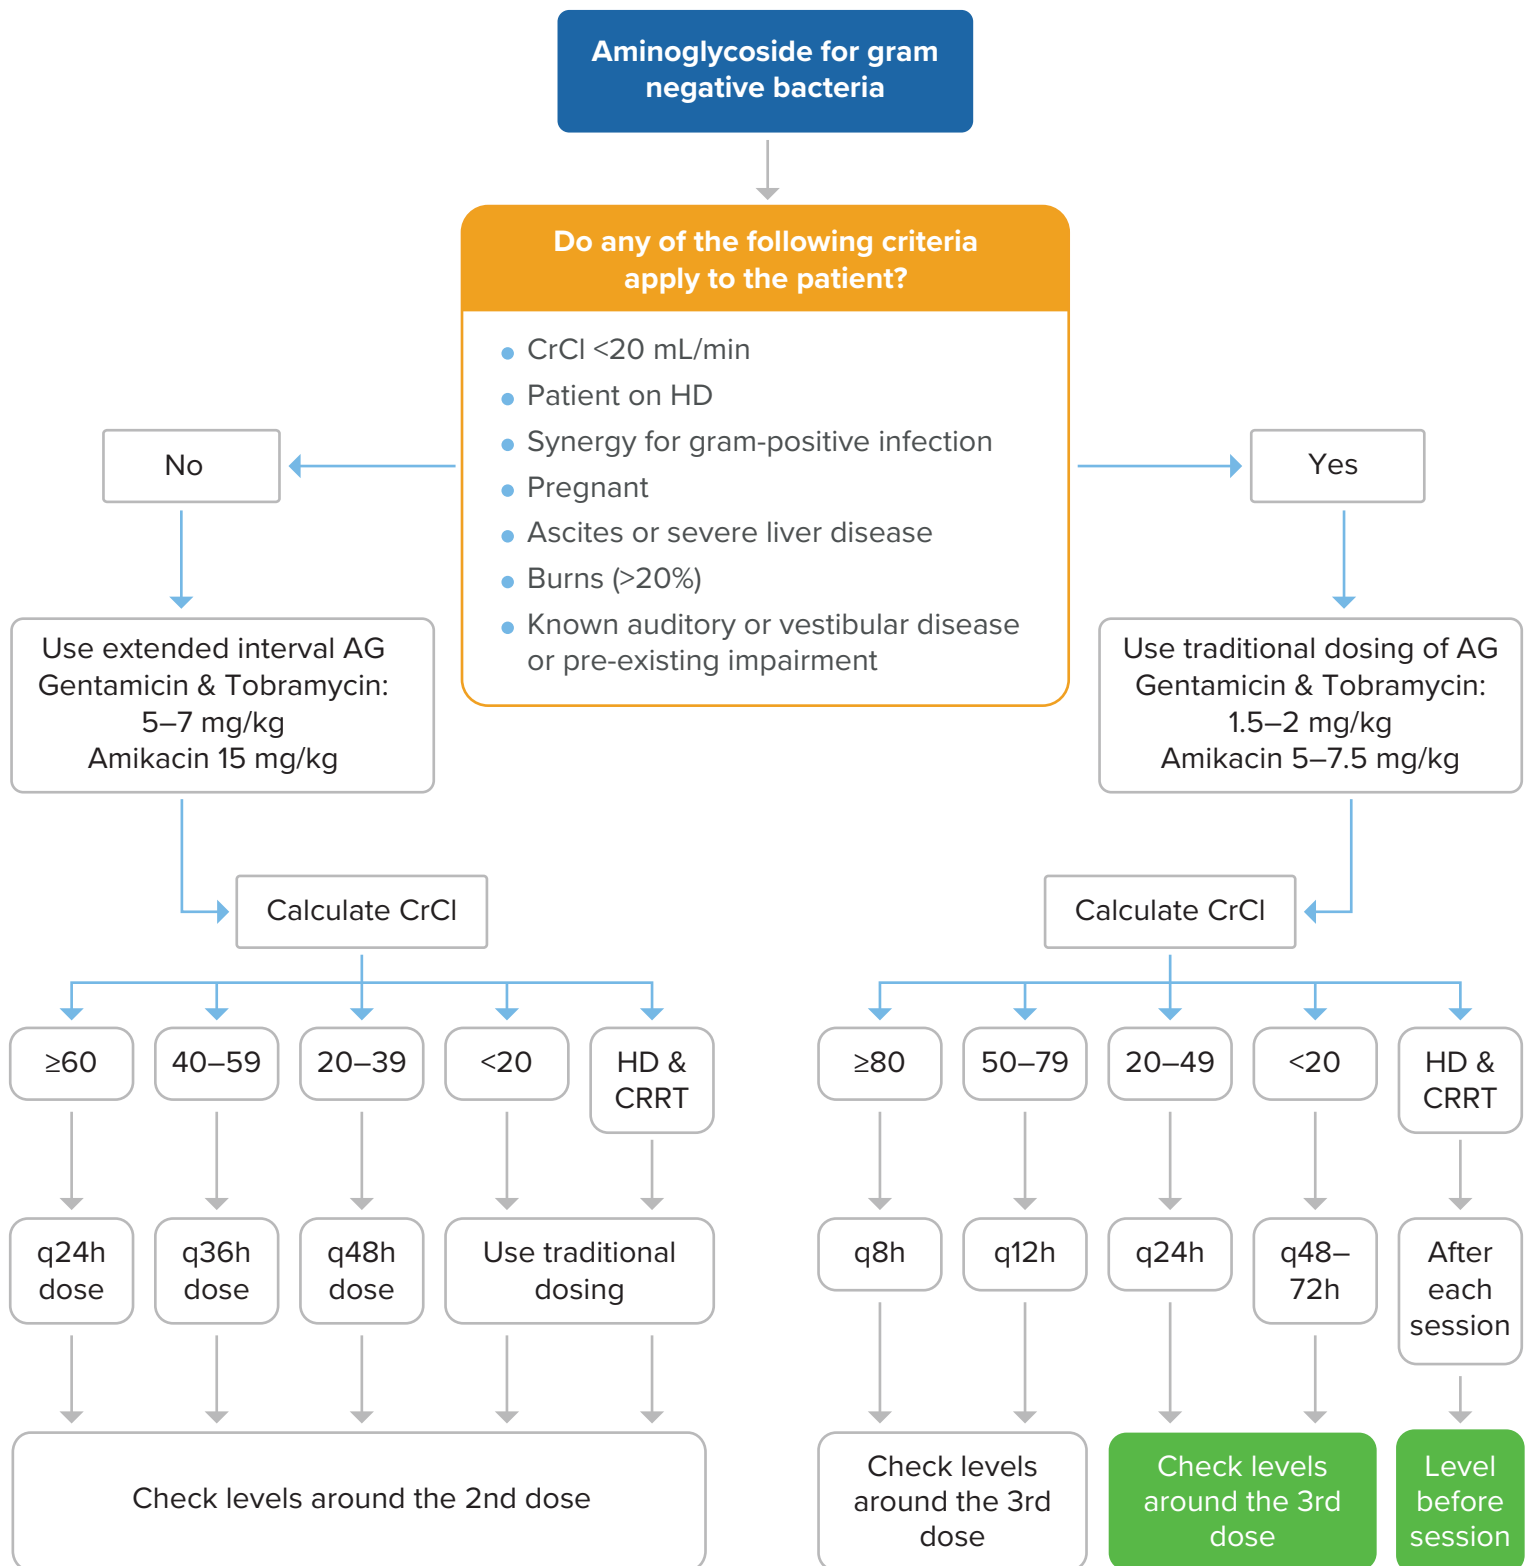 Aminoglycoside for gram
negative bacteria
Do any of the following criteria
apply to the patient?
CrCl <20 mL/min
Patient on HD
Synergy for gram-positive infection
Pregnant
Ascites or severe liver disease
Burns (>20%)
Known auditory or vestibular disease
or pre-existing impairment
No
Yes
Use extended interval AG
Gentamicin & Tobramycin:
5–7 mg/kg
Amikacin 15 mg/kg
Use traditional dosing of AG
Gentamicin & Tobramycin:
1.5–2 mg/kg
Amikacin 5–7.5 mg/kg
Calculate CrCl
Calculate CrCl
≥60
40–59
20–39
<20
HD &
CRRT
≥80
50–79
20–49
<20
HD &
CRRT
q24h
dose
q36h
dose
q48h
dose
Use traditional
dosing
q8h
q12h
q24h
q48–
72h
After
each
session
Check levels around the 2nd dose
Check levels
around the 3rd
dose
Check levels
around the 3rd
dose
Level
before
session